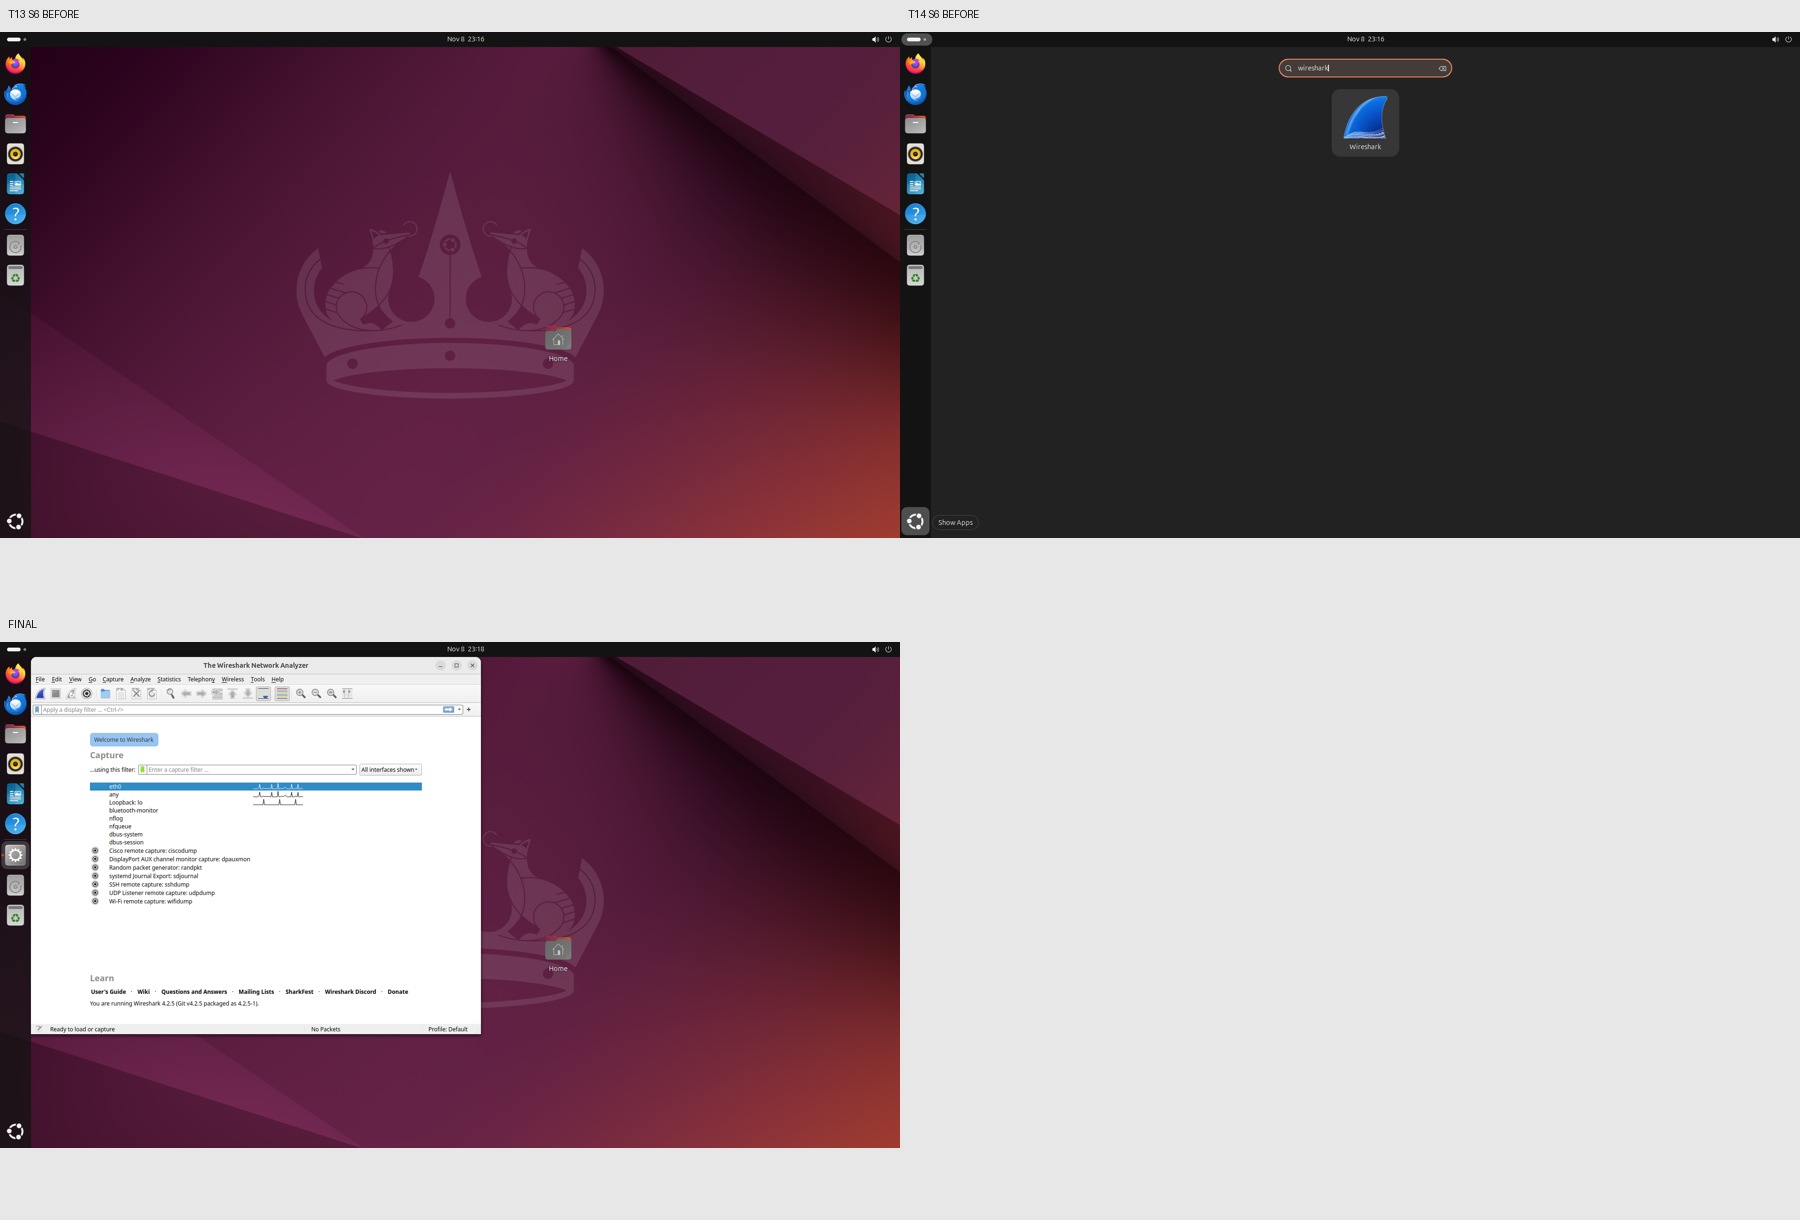 T13 S6 BEFORE
T14 S6 BEFORE
Nov 8 23:16
Home
Nov 8 23:16
wireshark
Wireshark
Show Apps
FINAL
Nov 8 23:18
The Wireshark Network Analyzer
File Edit View Go Capture Analyze Statistics Telephony Wireless Tools Help
Apply a display filter ... <Ctrl-/>
Welcome to Wireshark
Capture
...using this filter: Enter a capture filter ... All interfaces shown
eth0
any
Loopback: lo
bluetooth-monitor
nflog
nfqueue
dbus-system
dbus-session
Cisco remote capture: ciscodump
DisplayPort AUX channel monitor capture: dpauxmon
Random packet generator: randpkt
systemd Journal Export: sdjournal
SSH remote capture: sshdump
UDP Listener remote capture: udpdump
Wi-Fi remote capture: wifidump
Home
Learn
User's Guide · Wiki · Questions and Answers · Mailing Lists · SharkFest · Wireshark Discord · Donate
You are running Wireshark 4.2.5 (Git v4.2.5 packaged as 4.2.5-1).
Ready to load or capture No Packets Profile: Default